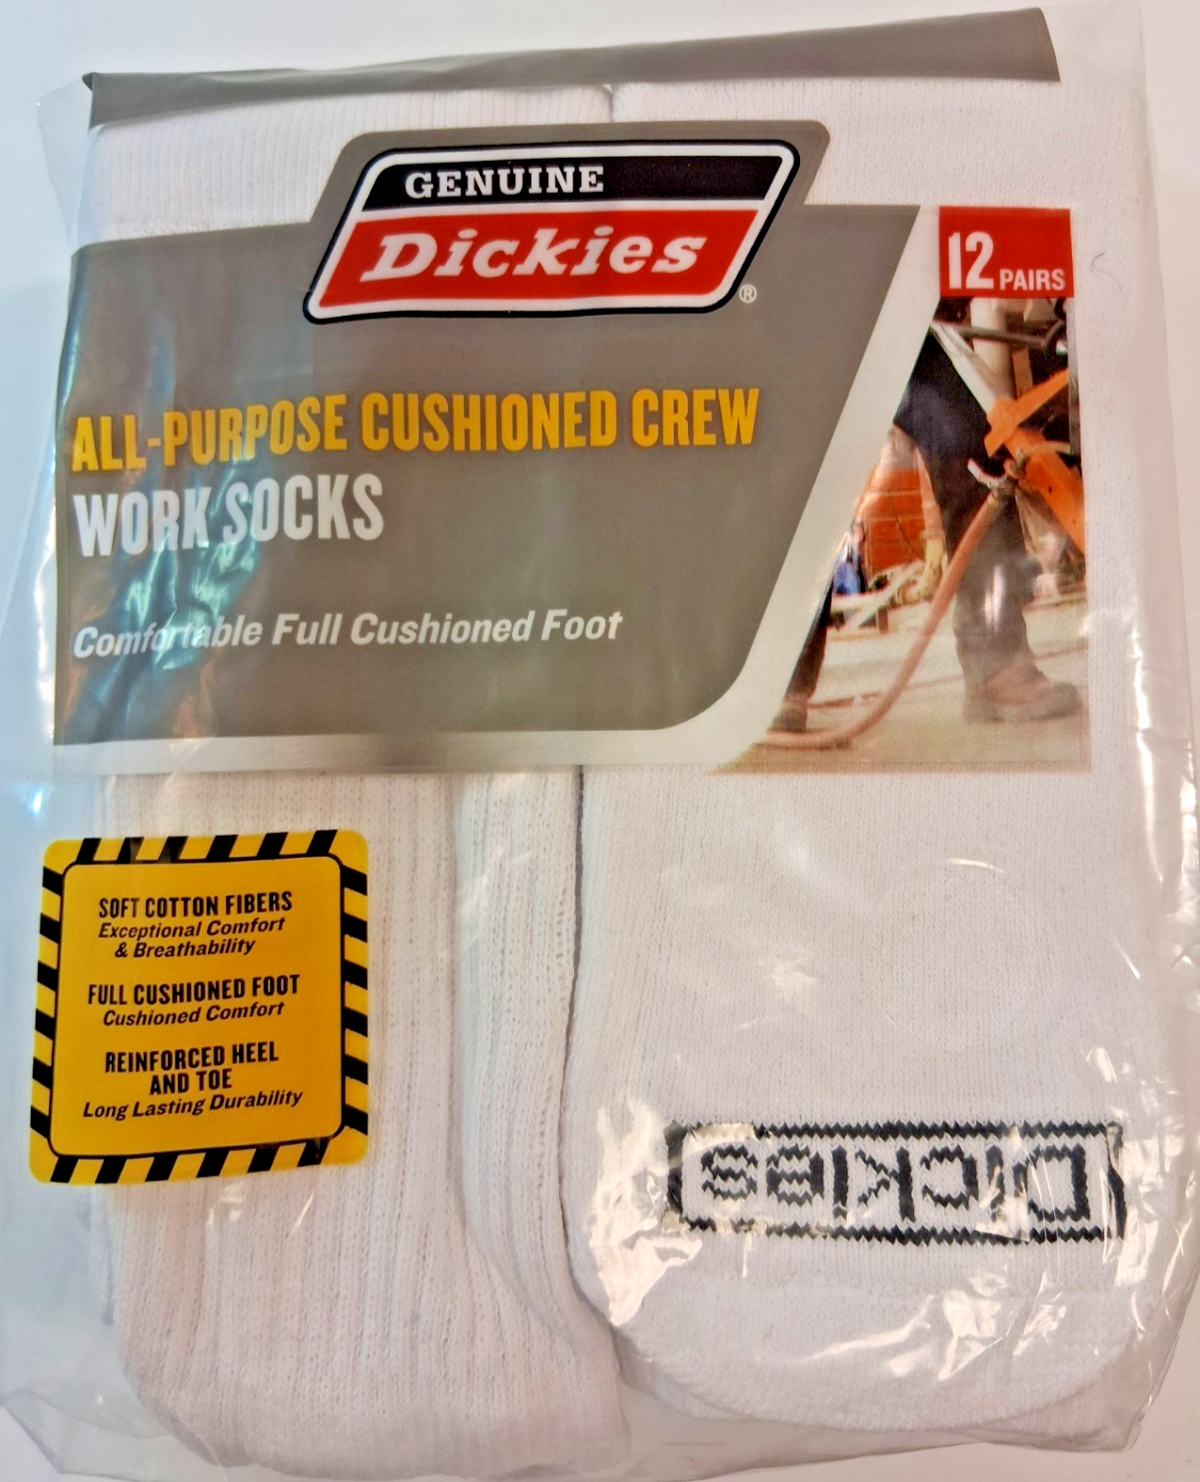 GENUINE
Dickies
®
12 PAIRS
ALL-PURPOSE CUSHIONED CREW
WORK SOCKS
Comfortable Full Cushioned Foot
SOFT COTTON FIBERS
Exceptional Comfort
& Breathability
FULL CUSHIONED FOOT
Cushioned Comfort
REINFORCED HEEL
AND TOE
Long Lasting Durability
Dickies